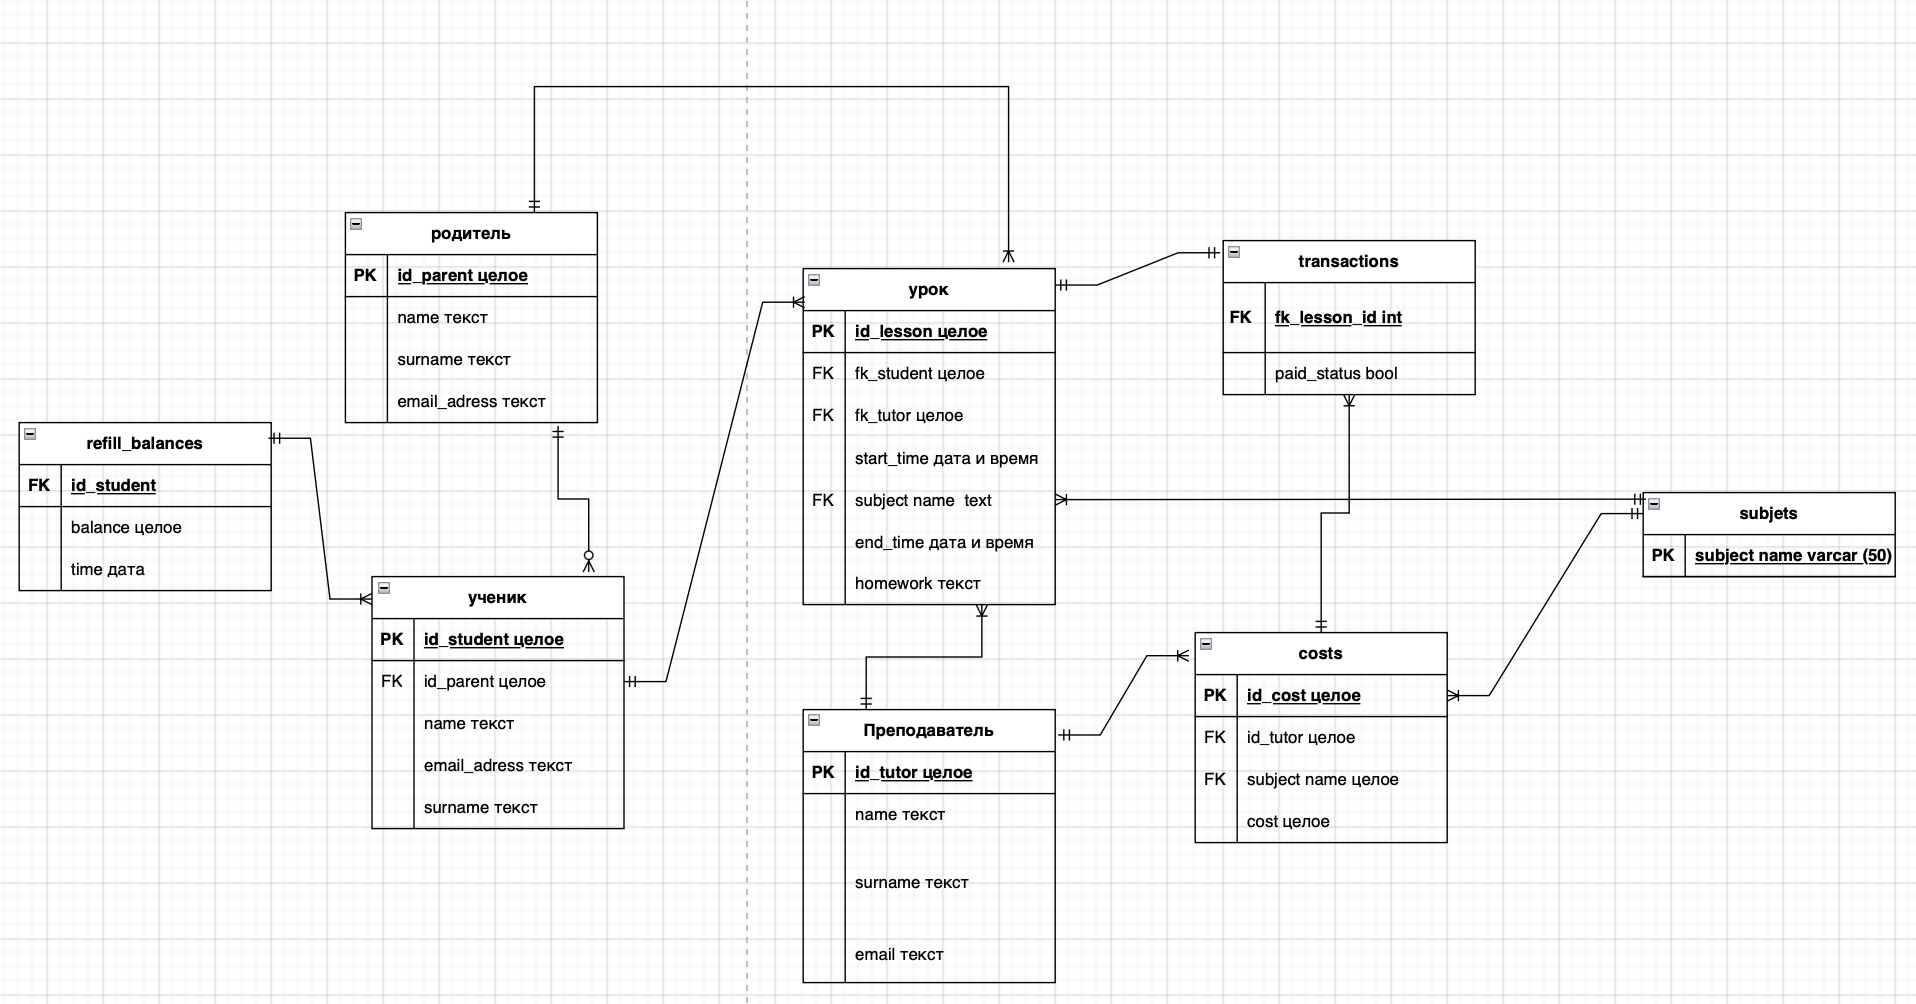 родитель
PK id_parent целое
name текст
surname текст
email_adress текст
refill_balances
FK id_student
balance целое
time дата
ученик
PK id_student целое
FK id_parent целое
name текст
email_adress текст
surname текст
урок
PK id_lesson целое
FK fk_student целое
FK fk_tutor целое
start_time дата и время
FK subject name text
end_time дата и время
homework текст
Преподаватель
PK id_tutor целое
name текст
surname текст
email текст
transactions
FK fk_lesson_id int
paid_status bool
costs
PK id_cost целое
FK id_tutor целое
FK subject name целое
cost целое
subjets
PK subject name varcar (50)